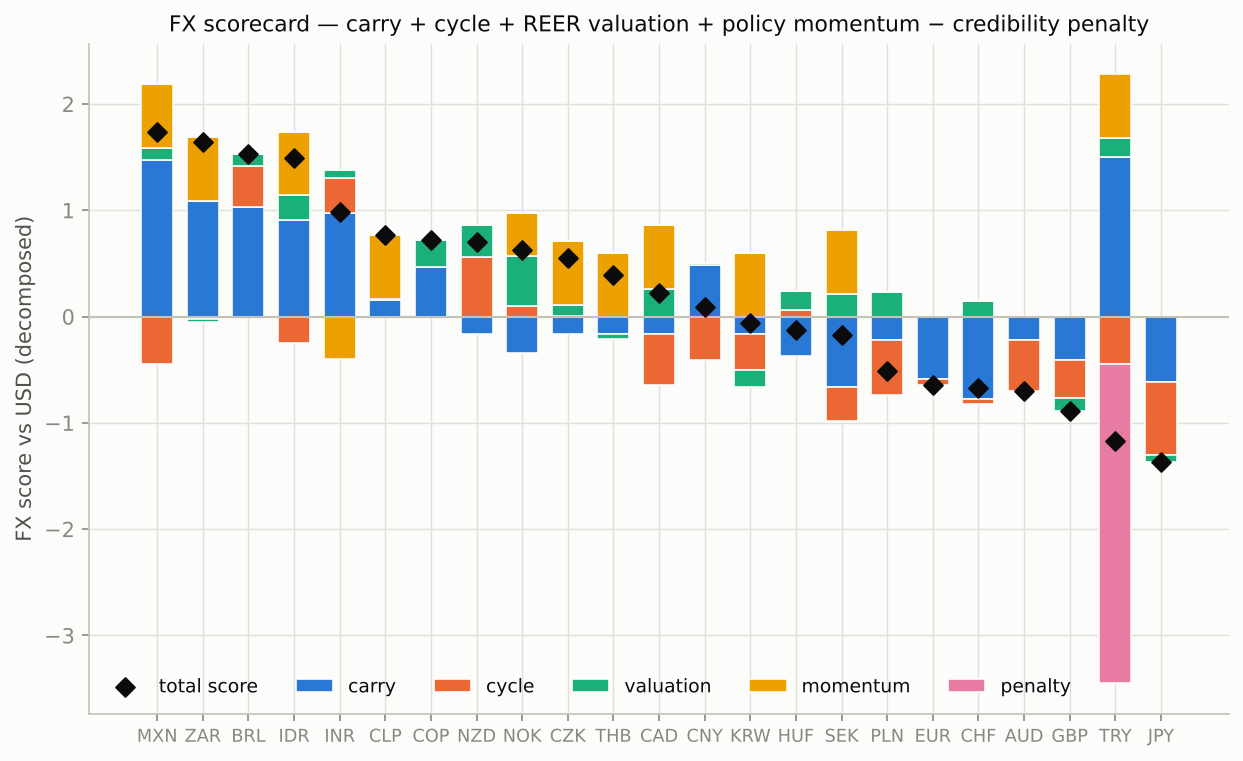 FX scorecard — carry + cycle + REER valuation + policy momentum − credibility penalty
FX score vs USD (decomposed)
2
1
0
−1
−2
−3
total score carry cycle valuation momentum penalty
MXN ZAR BRL IDR INR CLP COP NZD NOK CZK THB CAD CNY KRW HUF SEK PLN EUR CHF AUD GBP TRY JPY